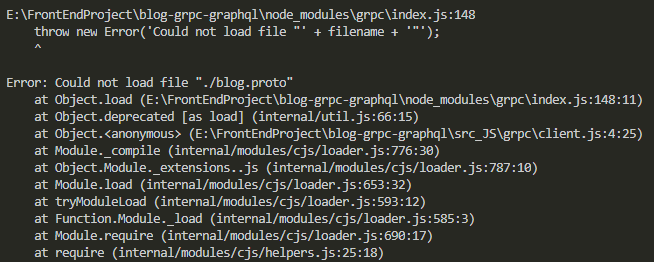 E:\FrontEndProject\blog-grpc-graphql\node_modules\grpc\index.js:148
    throw new Error('Could not load file "' + filename + '"');
    ^

Error: Could not load file "./blog.proto"
    at Object.load (E:\FrontEndProject\blog-grpc-graphql\node_modules\grpc\index.js:148:11)
    at Object.deprecated [as load] (internal/util.js:66:15)
    at Object.<anonymous> (E:\FrontEndProject\blog-grpc-graphql\src_JS\grpc\client.js:4:25)
    at Module._compile (internal/modules/cjs/loader.js:776:30)
    at Object.Module._extensions..js (internal/modules/cjs/loader.js:787:10)
    at Module.load (internal/modules/cjs/loader.js:653:32)
    at tryModuleLoad (internal/modules/cjs/loader.js:593:12)
    at Function.Module._load (internal/modules/cjs/loader.js:585:3)
    at Module.require (internal/modules/cjs/loader.js:690:17)
    at require (internal/modules/cjs/helpers.js:25:18)